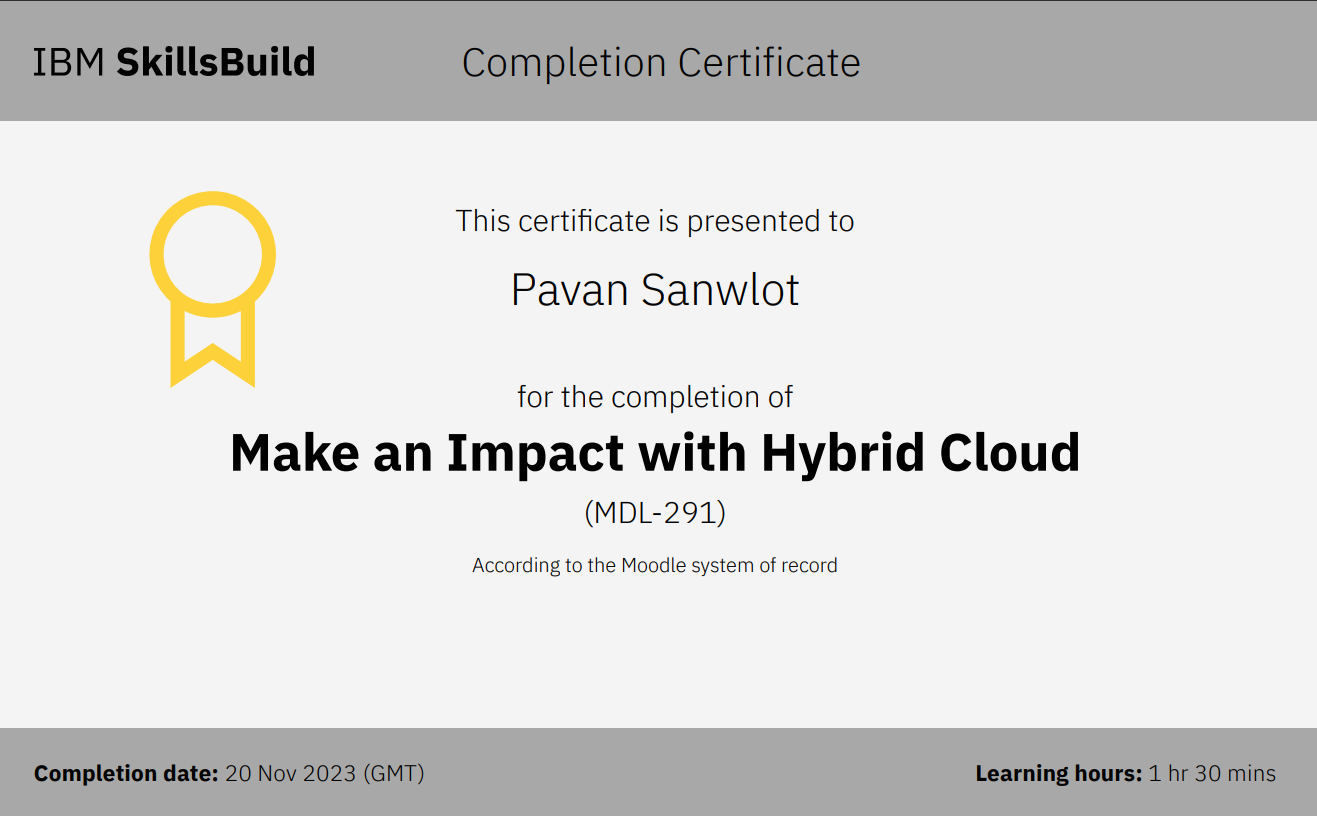 IBM SkillsBuild
Completion Certificate
This certificate is presented to
Pavan Sanwlot
for the completion of
Make an Impact with Hybrid Cloud
(MDL-291)
According to the Moodle system of record
Completion date: 20 Nov 2023 (GMT)
Learning hours: 1 hr 30 mins